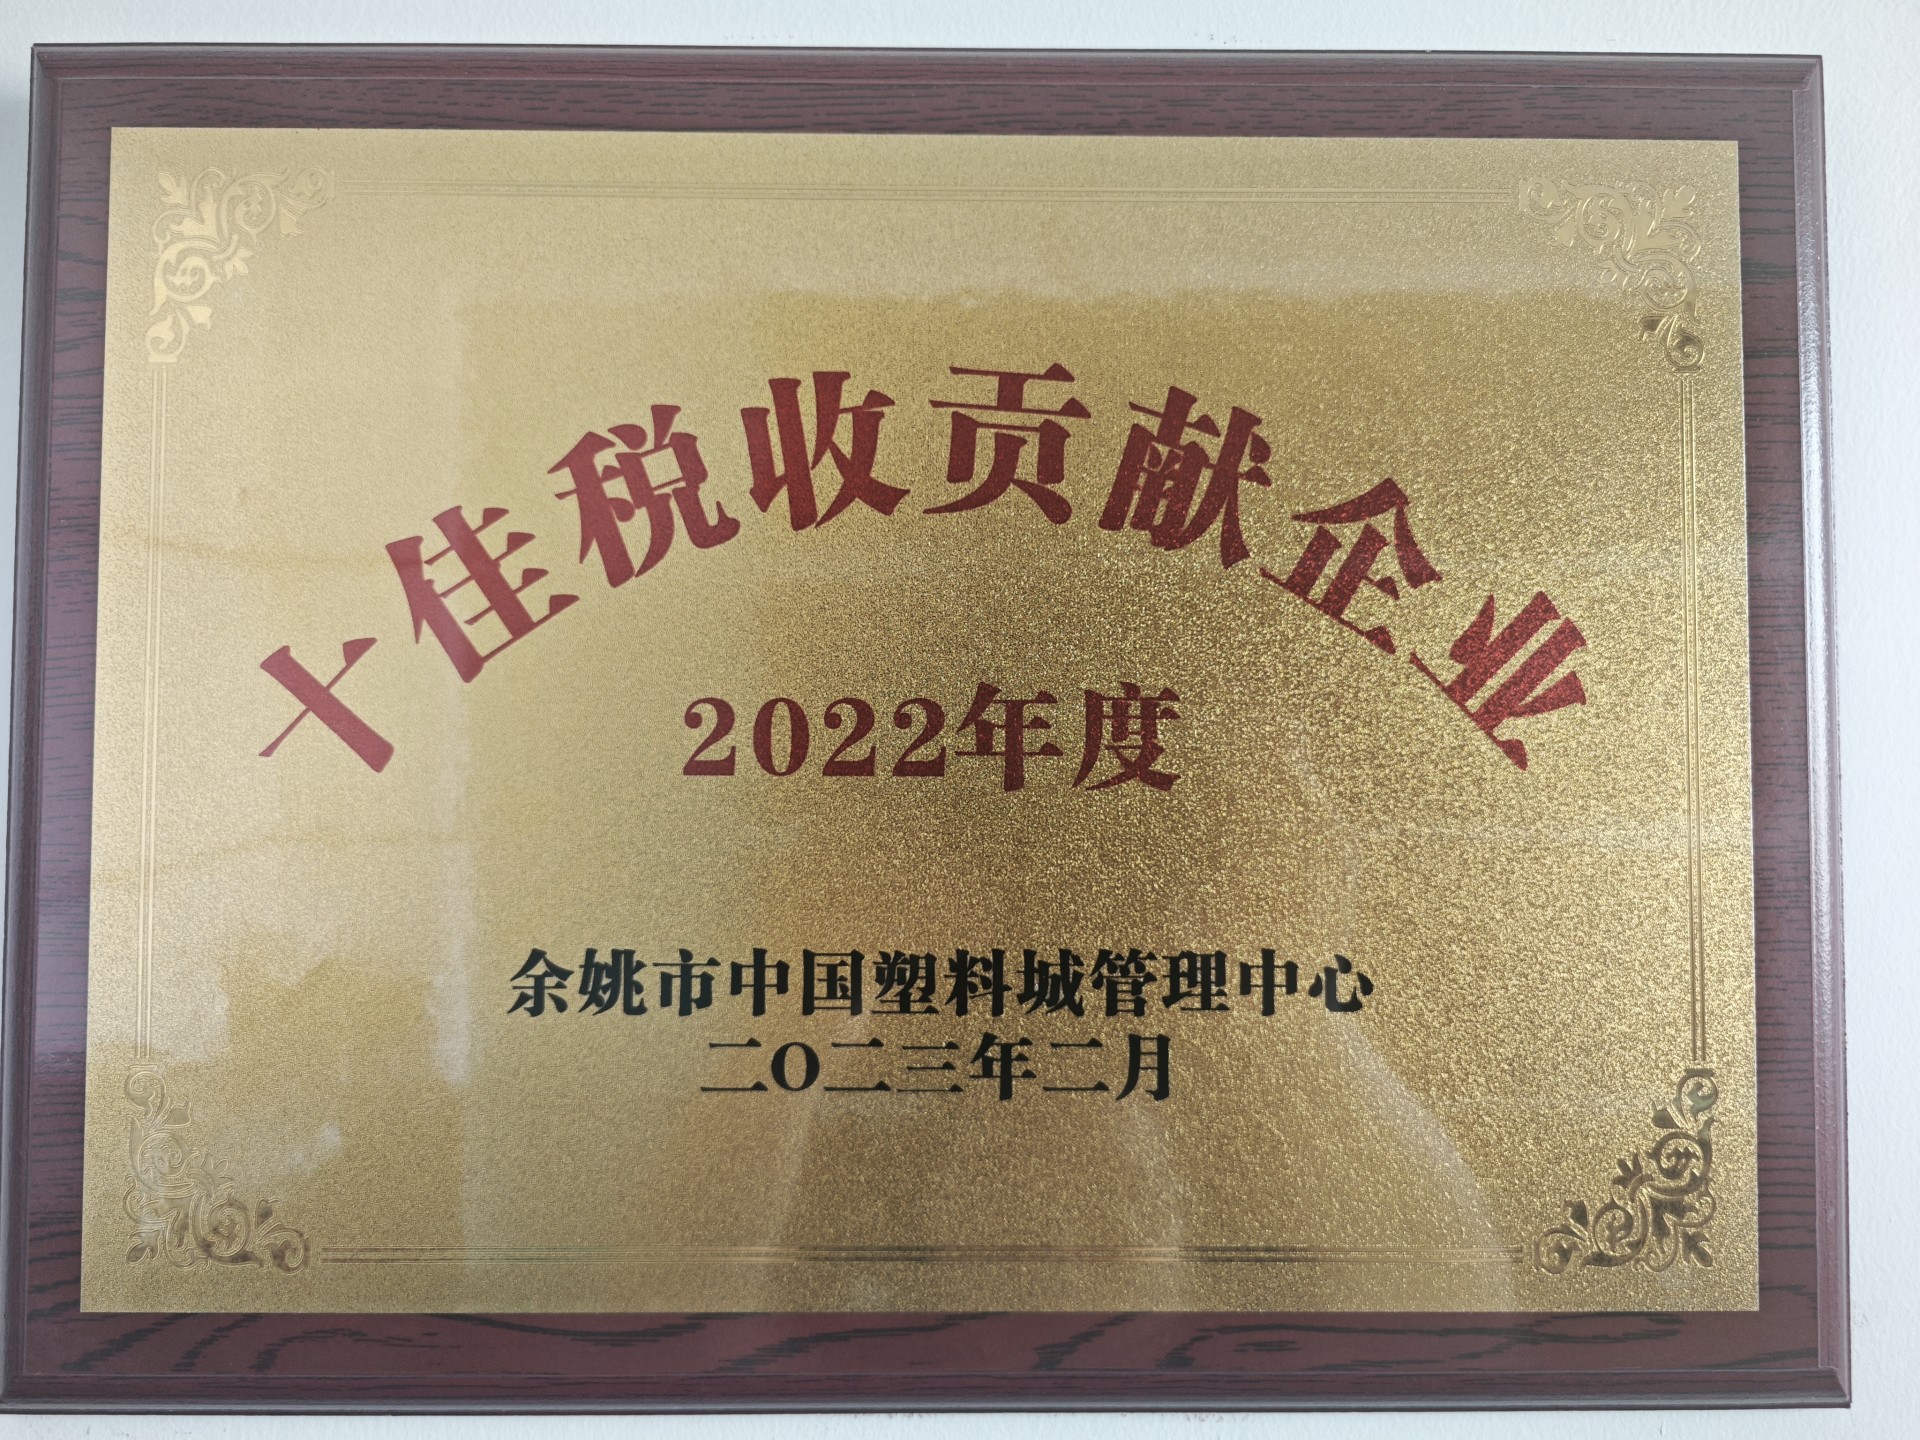 十佳税收贡献企业
2022年度
余姚市中国塑料城管理中心
二O二三年二月